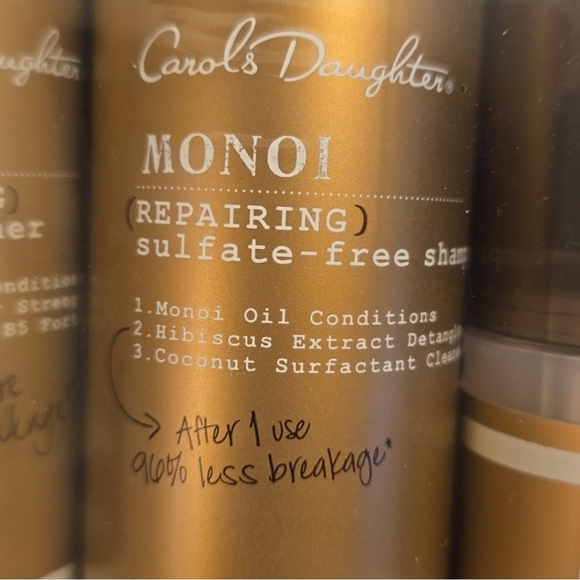 Carol's Daughter®
MONOI
(REPAIRING)
sulfate-free
1.Monoi Oil Conditions
2.Hibiscus Extract
3.Coconut Surfactant
After 1 use
96% less breakage*